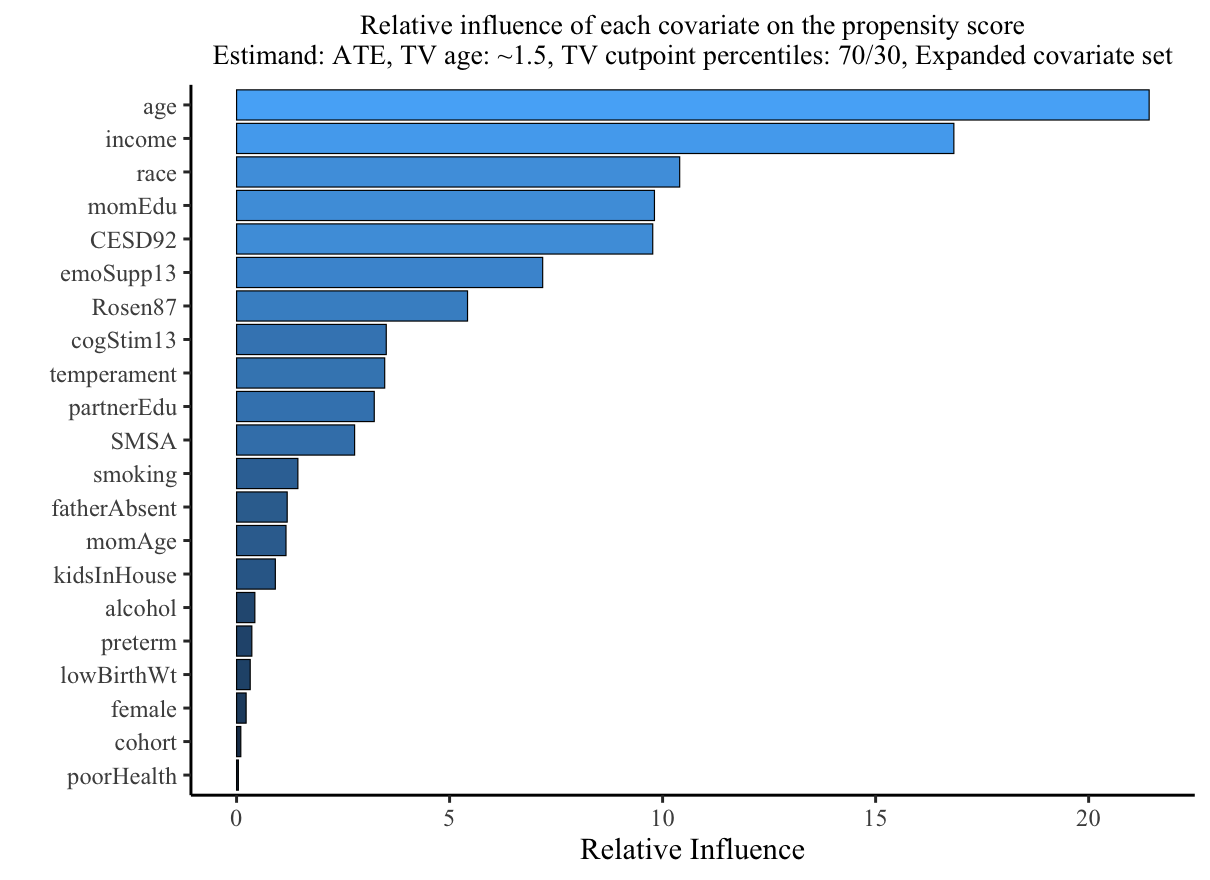 Relative influence of each covariate on the propensity score
Estimand: ATE, TV age: ~1.5, TV cutpoint percentiles: 70/30, Expanded covariate set
age
income
race
momEdu
CESD92
emoSupp13
Rosen87
cogStim13
temperament
partnerEdu
SMSA
smoking
fatherAbsent
momAge
kidsInHouse
alcohol
preterm
lowBirthWt
female
cohort
poorHealth
0 5 10 15 20
Relative Influence